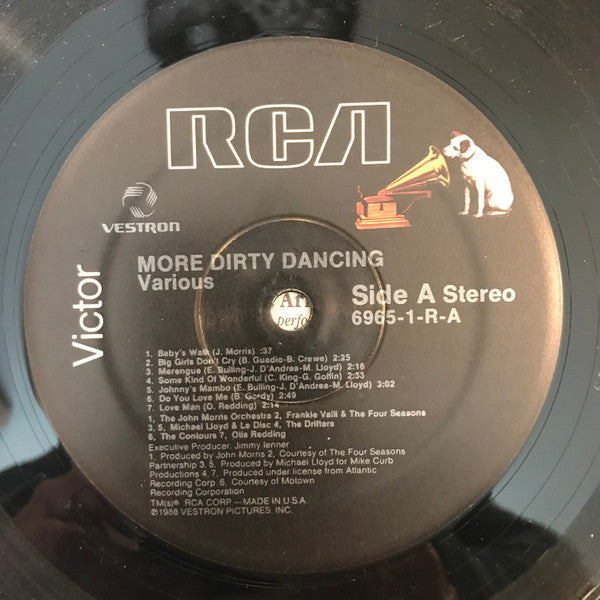 RCA
VESTRON
Victor
MORE DIRTY DANCING
Various
Side A Stereo
6965-1-R-A
Ar
perfo
1. Baby's Walk (J. Morris) :37
2. Big Girls Don't Cry (B. Guadio-B. Crewe) 2:25
3. Merengue (E. Bulling-J. D'Andrea-M. Lloyd) 2:16
4. Some Kind Of Wonderful (C. King-G. Goffin) 2:53
5. Johnny's Mambo (E. Bulling-J. D'Andrea-M. Lloyd) 3:02
6. Do You Love Me (B. Gordy) 2:49
7. Love Man (O. Redding) 2:14
1, The John Morris Orchestra 2, Frankie Valli & The Four Seasons
3, 5, Michael Lloyd & Le Disc 4, The Drifters
6, The Contours 7, Otis Redding
Executive Producer: Jimmy Ienner
1, Produced by John Morris 2, Courtesy of The Four Seasons
Partnership 3, 5, Produced by Michael Lloyd for Mike Curb
Productions 4, 7, Produced under license from Atlantic
Recording Corp. 6, Courtesy of Motown
Recording Corporation
TM(s)® RCA CORP.—MADE IN U.S.A.
℗1988 VESTRON PICTURES, INC.